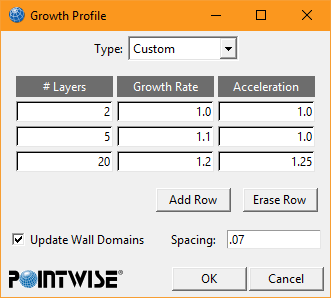 Growth Profile
Type: Custom
# Layers Growth Rate Acceleration
2 1.0 1.0
5 1.1 1.0
20 1.2 1.25
Add Row Erase Row
Update Wall Domains Spacing: .07
POINTWISE® OK Cancel